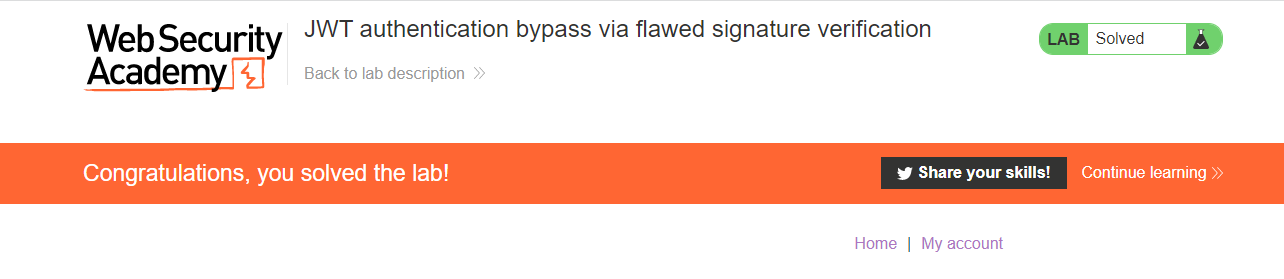 Web Security
Academy
JWT authentication bypass via flawed signature verification
Back to lab description
LAB Solved
Congratulations, you solved the lab!
Share your skills! Continue learning
Home | My account